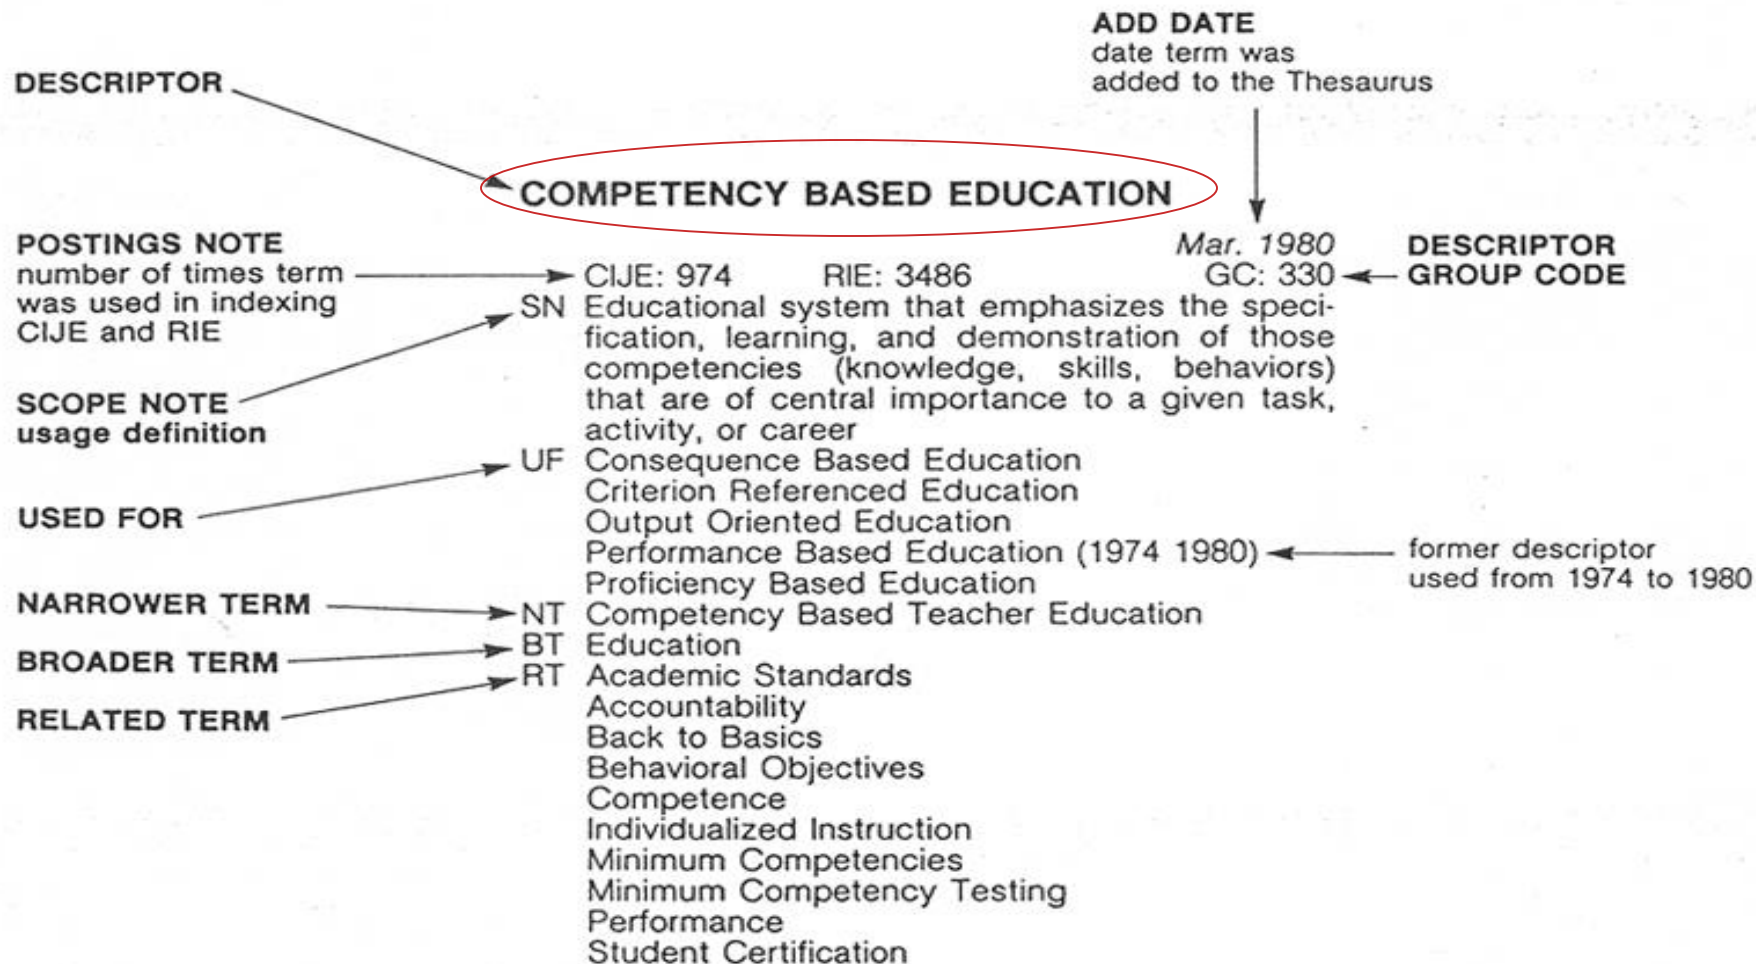 ADD DATE
date term was
added to the Thesaurus
DESCRIPTOR
COMPETENCY BASED EDUCATION
POSTINGS NOTE
number of times term
was used in indexing
CIJE and RIE
Mar. 1980
CIJE: 974 RIE: 3486 GC: 330
DESCRIPTOR
GROUP CODE
SN Educational system that emphasizes the speci-
fication, learning, and demonstration of those
competencies (knowledge, skills, behaviors)
that are of central importance to a given task,
activity, or career
SCOPE NOTE
usage definition
UF Consequence Based Education
Criterion Referenced Education
Output Oriented Education
Performance Based Education (1974 1980)
Proficiency Based Education
USED FOR
former descriptor
used from 1974 to 1980
NARROWER TERM
NT Competency Based Teacher Education
BROADER TERM
BT Education
RELATED TERM
RT Academic Standards
Accountability
Back to Basics
Behavioral Objectives
Competence
Individualized Instruction
Minimum Competencies
Minimum Competency Testing
Performance
Student Certification